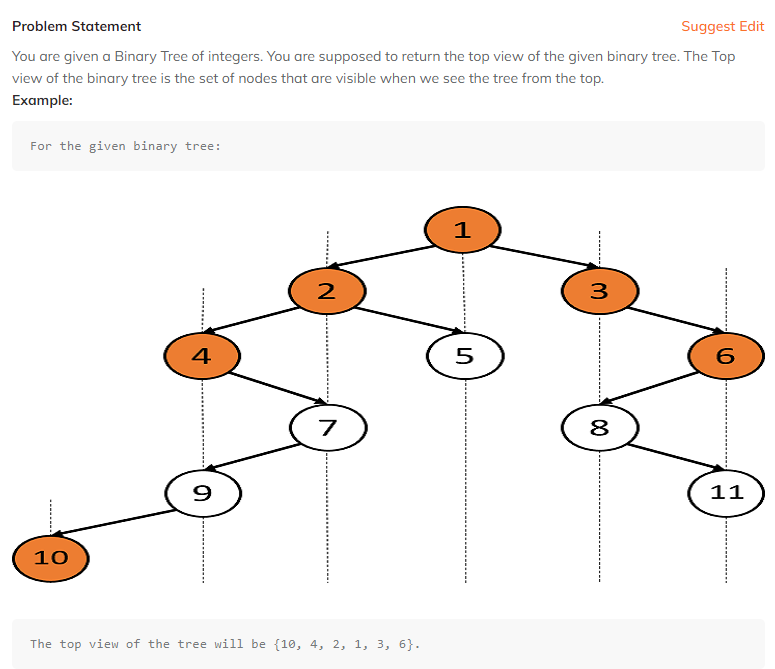 Problem Statement
Suggest Edit
You are given a Binary Tree of integers. You are supposed to return the top view of the given binary tree. The Top
view of the binary tree is the set of nodes that are visible when we see the tree from the top.
Example:
For the given binary tree:
1
2
3
4
5
6
7
8
9
11
10
The top view of the tree will be {10, 4, 2, 1, 3, 6}.